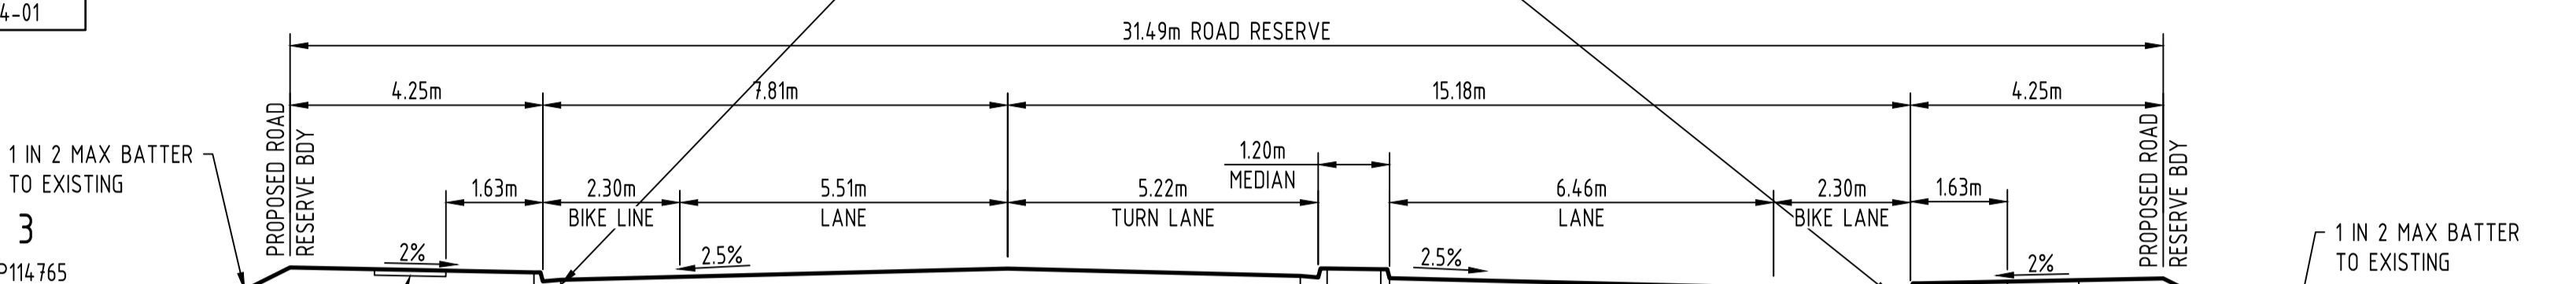 4-01
31.49m ROAD RESERVE
4.25m
7.81m
15.18m
4.25m
PROPOSED ROAD
RESERVE BDY
PROPOSED ROAD
RESERVE BDY
1 IN 2 MAX BATTER
TO EXISTING
1.20m
MEDIAN
1.63m
2.30m
BIKE LINE
5.51m
LANE
5.22m
TURN LANE
6.46m
LANE
2.30m
BIKE LANE
1.63m
3
1 IN 2 MAX BATTER
TO EXISTING
2%
2.5%
2.5%
2%
P114765